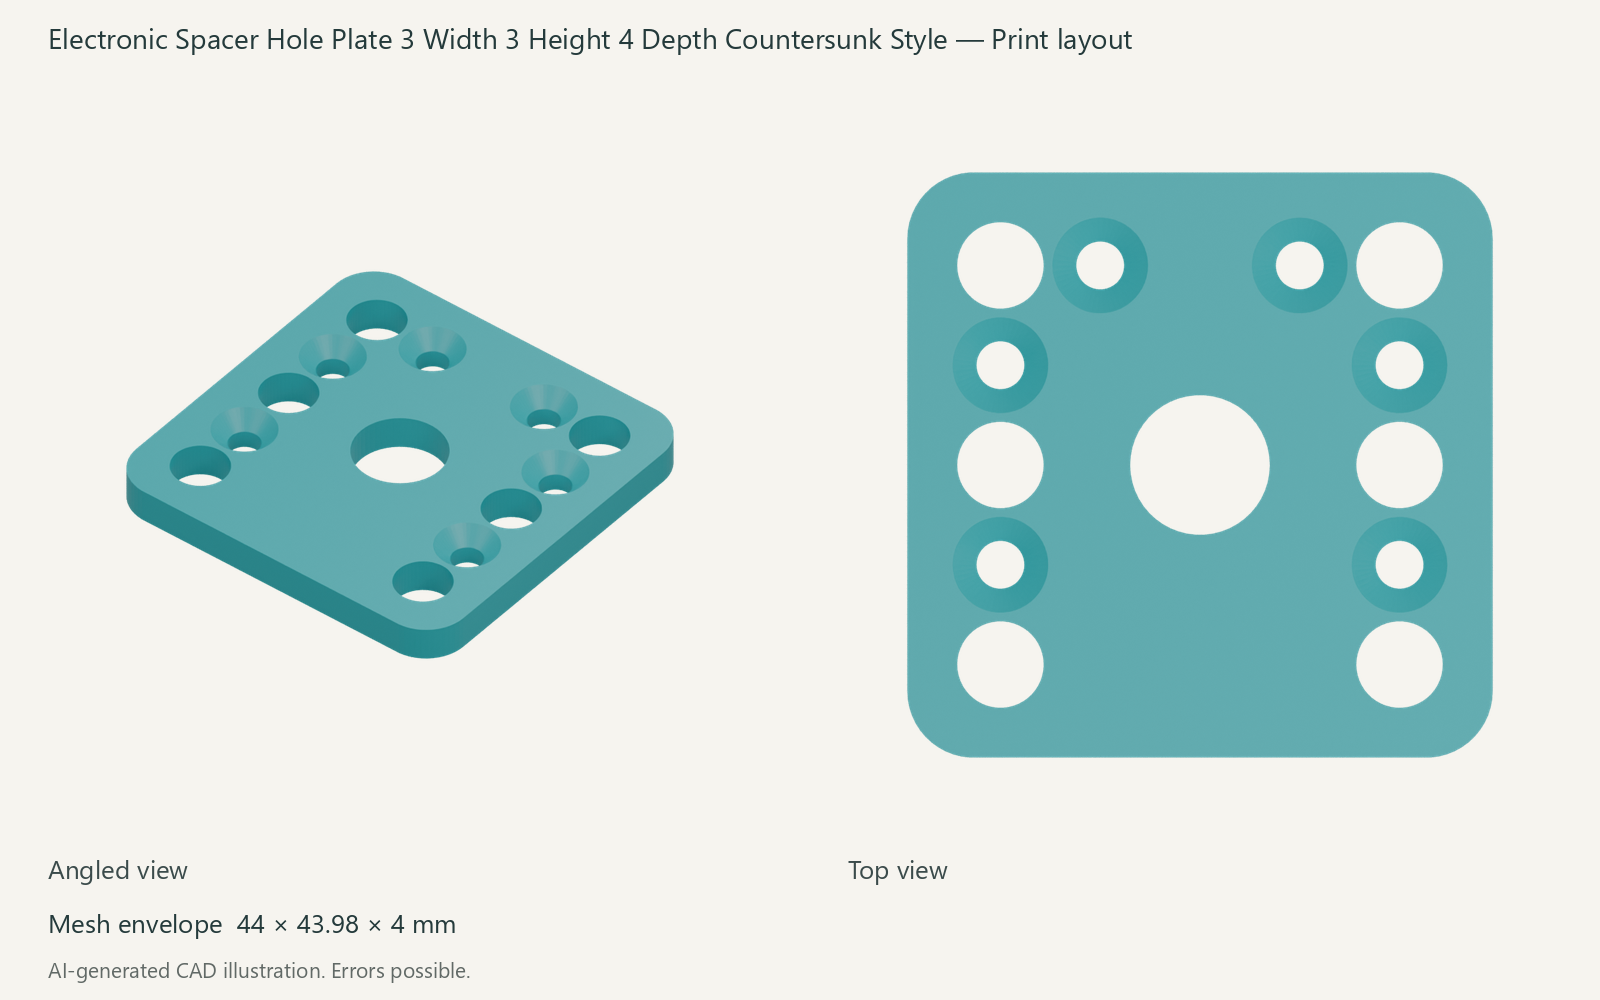 Electronic Spacer Hole Plate 3 Width 3 Height 4 Depth Countersunk Style — Print layout
Angled view
Top view
Mesh envelope 44 × 43.98 × 4 mm
AI-generated CAD illustration. Errors possible.